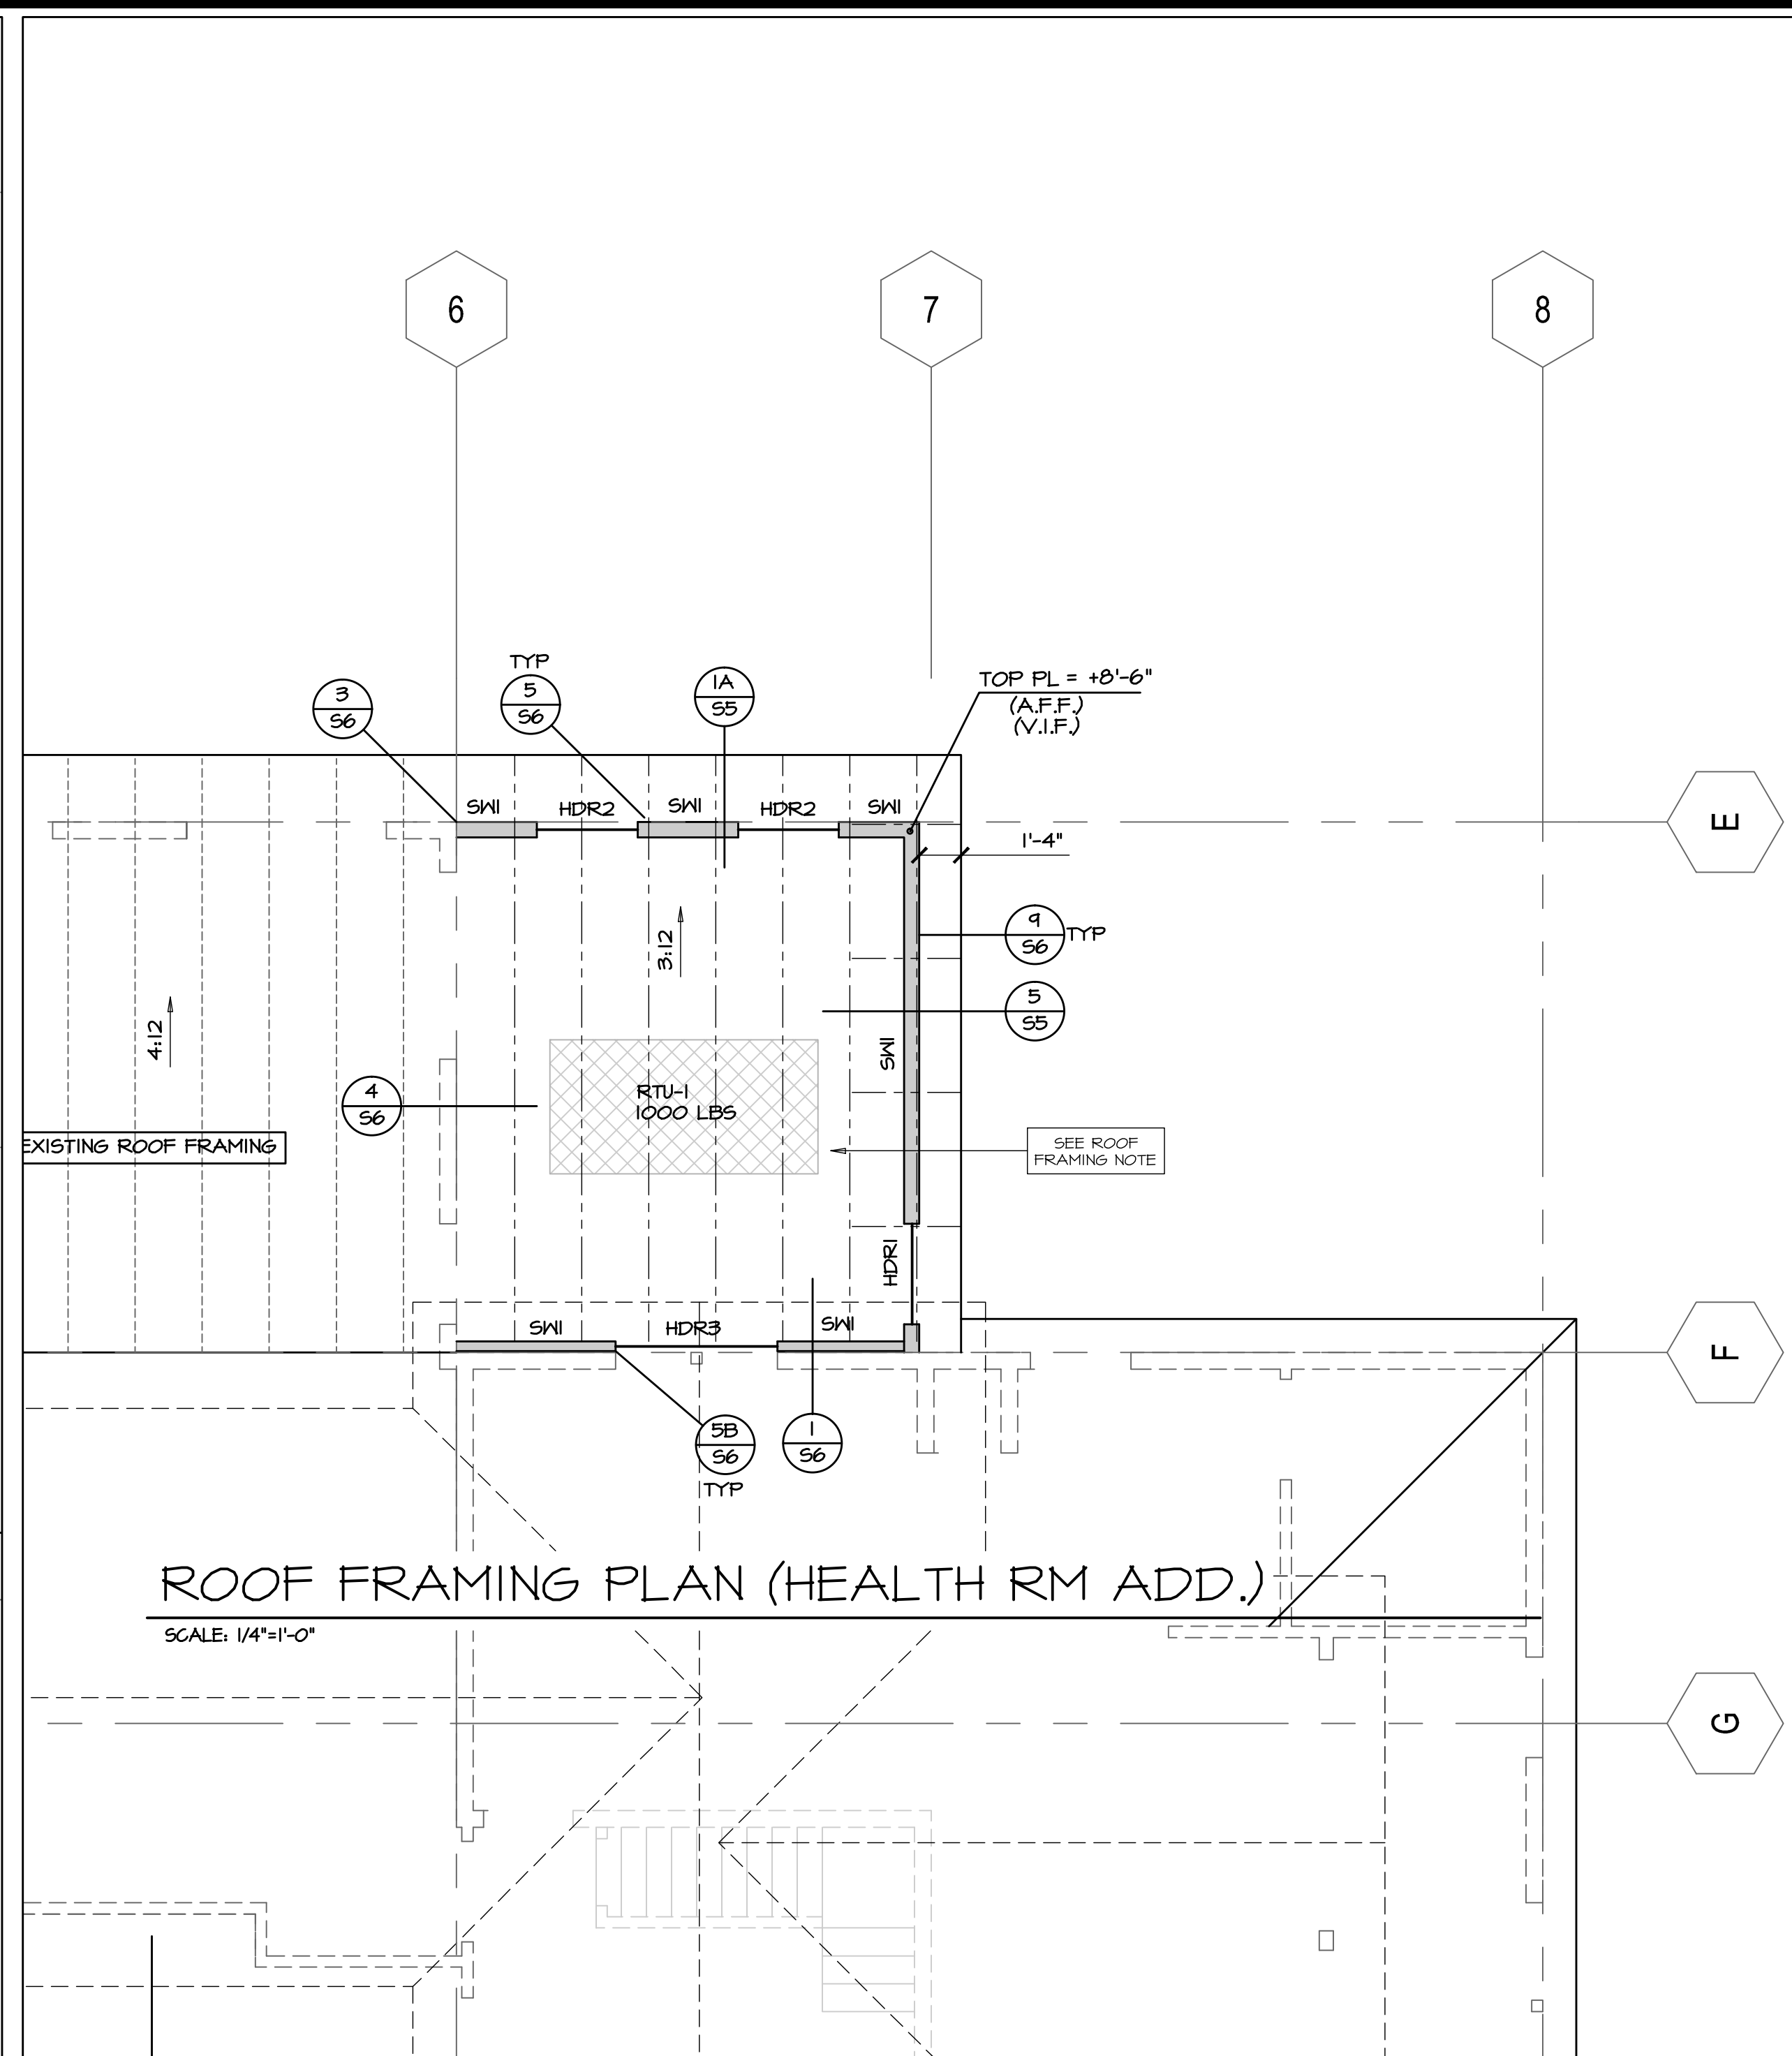 6
7
8
TYP
3
S6
5
S6
1A
S5
TOP PL = +8'-6"
(A.F.F.)
(V.I.F.)
SW1
HDR2
SW1
HDR2
SW1
E
1'-4"
9
S6
TYP
3:12
5
S5
4:12
SW1
4
S6
RTU-1
1000 LBS
EXISTING ROOF FRAMING
SEE ROOF
FRAMING NOTE
HDR1
SW1
HDR3
SW1
F
5B
S6
TYP
1
S6
ROOF FRAMING PLAN (HEALTH RM ADD.)
SCALE: 1/4"=1'-0"
G